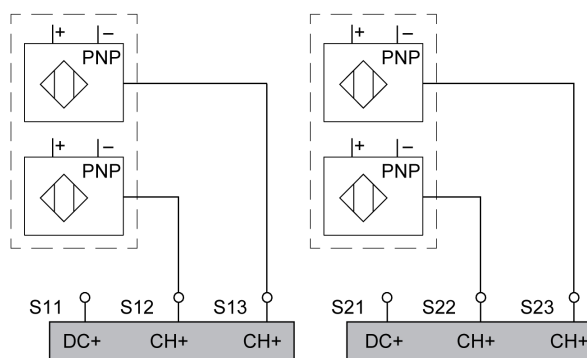 + – + –
PNP PNP
+ – + –
PNP PNP
S11 S12 S13 S21 S22 S23
DC+ CH+ CH+ DC+ CH+ CH+